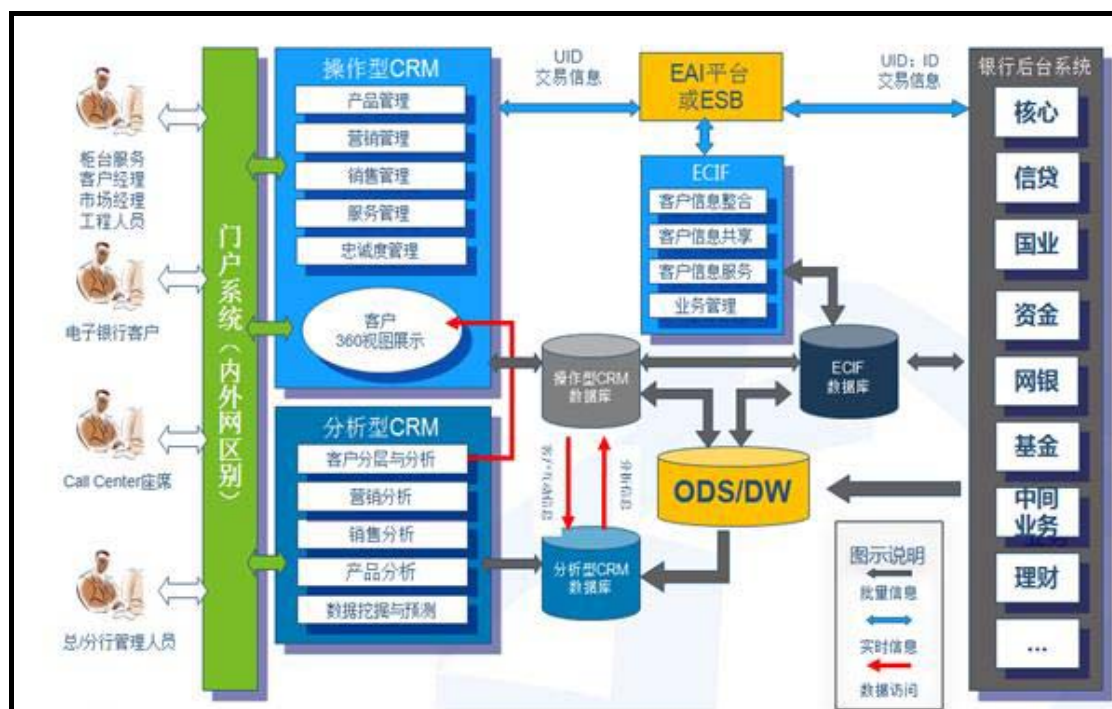 柜台服务
客户经理
市场经理
工程人员
电子银行客户
Call Center座席
总/分行管理人员
门户系统（内外网区别）
操作型CRM
产品管理
营销管理
销售管理
服务管理
忠诚度管理
客户
360视图展示
分析型CRM
客户分层与分析
营销分析
销售分析
产品分析
数据挖掘与预测
UID
交易信息
EAI平台
或ESB
UID：ID
交易信息
ECIF
客户信息整合
客户信息共享
客户信息服务
业务管理
操作型CRM
数据库
ECIF
数据库
客户互动信息
分析信息
ODS/DW
分析型CRM
数据库
银行后台系统
核心
信贷
国业
资金
网银
基金
中间
业务
理财
...
图示说明
批量信息
实时信息
数据访问